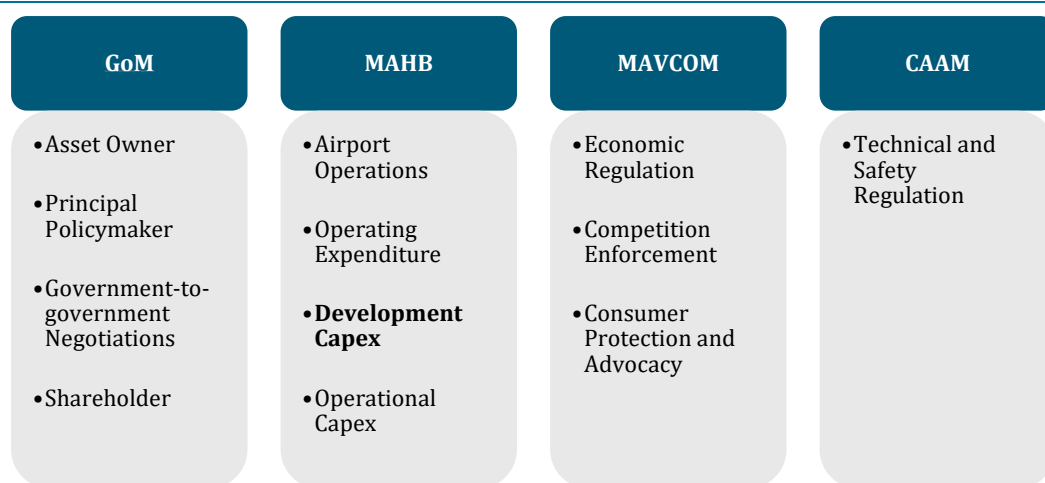 GoM
•Asset Owner
•Principal
Policymaker
•Government-to-
government
Negotiations
•Shareholder
MAHB
•Airport
Operations
•Operating
Expenditure
•Development
Capex
•Operational
Capex
MAVCOM
•Economic
Regulation
•Competition
Enforcement
•Consumer
Protection and
Advocacy
CAAM
•Technical and
Safety
Regulation